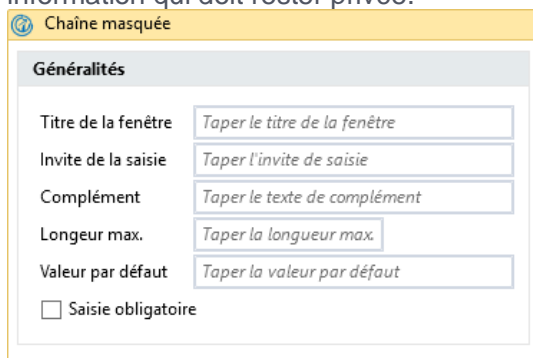 information qui doit rester privée.
Chaîne masquée
Généralités
Titre de la fenêtre Taper le titre de la fenêtre
Invite de la saisie Taper l'invite de saisie
Complément Taper le texte de complément
Longeur max. Taper la longueur max.
Valeur par défaut Taper la valeur par défaut
Saisie obligatoire